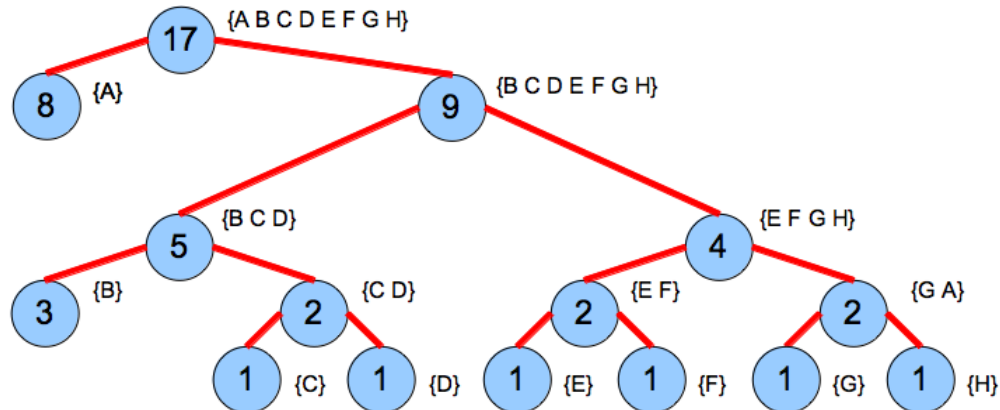 17 {A B C D E F G H}
8 {A} 9 {B C D E F G H}
5 {B C D} 4 {E F G H}
3 {B} 2 {C D} 2 {E F} 2 {G A}
1 {C} 1 {D} 1 {E} 1 {F} 1 {G} 1 {H}